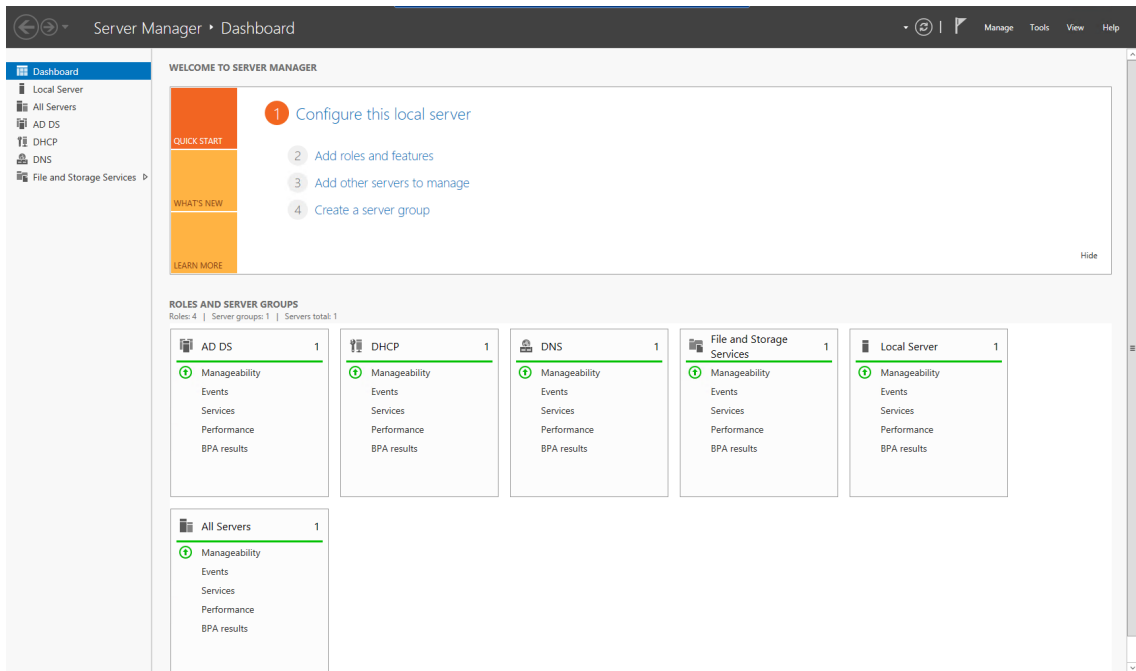 Server Manager ‣ Dashboard
Manage Tools View Help
Dashboard
Local Server
All Servers
AD DS
DHCP
DNS
File and Storage Services
WELCOME TO SERVER MANAGER
QUICK START
WHAT'S NEW
LEARN MORE
1 Configure this local server
2 Add roles and features
3 Add other servers to manage
4 Create a server group
Hide
ROLES AND SERVER GROUPS
Roles: 4 | Server groups: 1 | Servers total: 1
AD DS 1
Manageability
Events
Services
Performance
BPA results
DHCP 1
Manageability
Events
Services
Performance
BPA results
DNS 1
Manageability
Events
Services
Performance
BPA results
File and Storage
Services 1
Manageability
Events
Services
Performance
BPA results
Local Server 1
Manageability
Events
Services
Performance
BPA results
All Servers 1
Manageability
Events
Services
Performance
BPA results